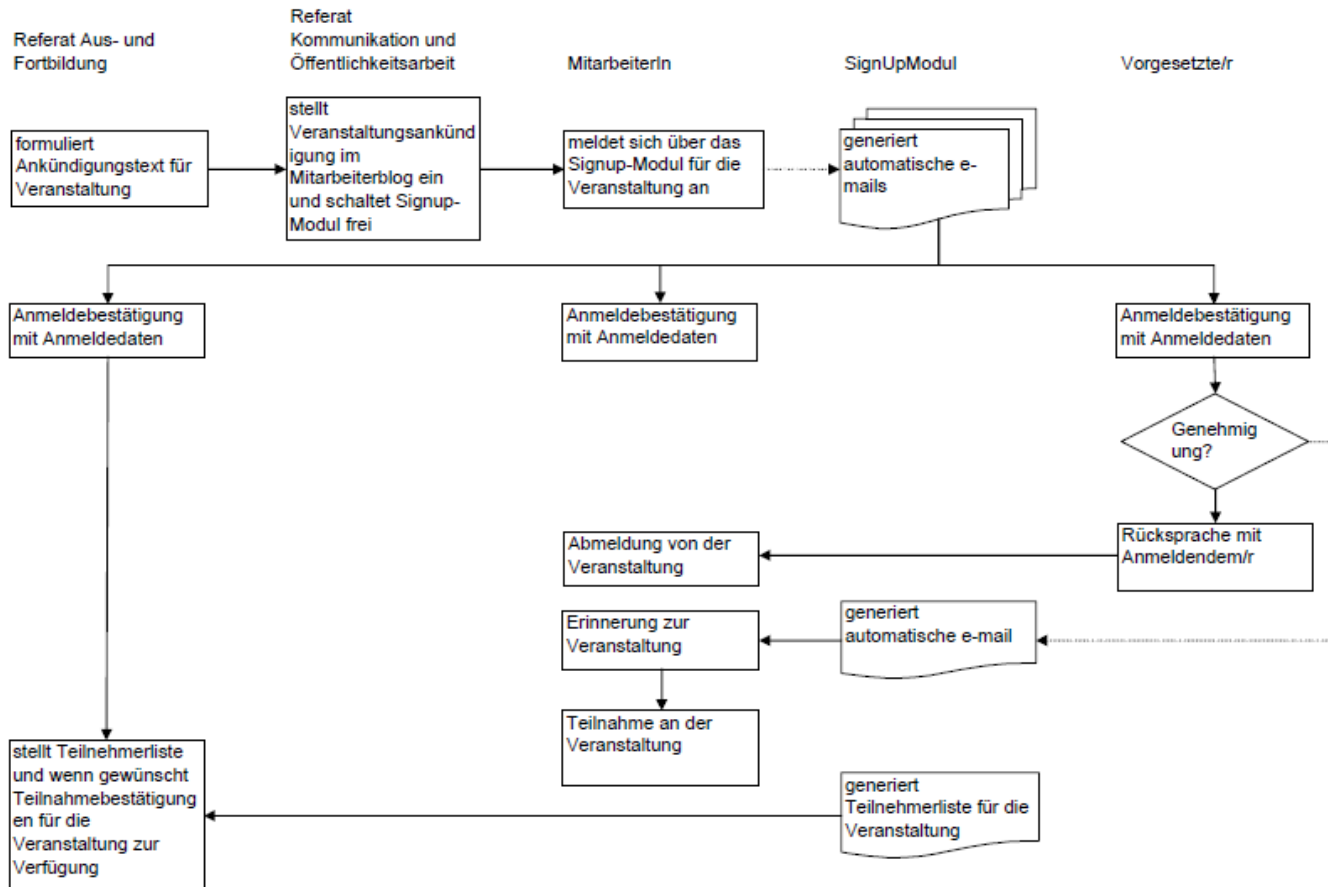 Referat Aus- und
Fortbildung
Referat
Kommunikation und
Öffentlichkeitsarbeit
MitarbeiterIn
SignUpModul
Vorgesetzte/r
formuliert
Ankündigungstext für
Veranstaltung
stellt
Veranstaltungsankünd
igung im
Mitarbeiterblog ein
und schaltet Signup-
Modul frei
meldet sich über das
Signup-Modul für die
Veranstaltung an
generiert
automatische e-
mails
Anmeldebestätigung
mit Anmeldedaten
Anmeldebestätigung
mit Anmeldedaten
Anmeldebestätigung
mit Anmeldedaten
Genehmig
ung?
Abmeldung von der
Veranstaltung
Rücksprache mit
Anmeldendem/r
Erinnerung zur
Veranstaltung
generiert
automatische e-mail
Teilnahme an der
Veranstaltung
stellt Teilnehmerliste
und wenn gewünscht
Teilnahmebestätigung
en für die
Veranstaltung zur
Verfügung
generiert
Teilnehmerliste für die
Veranstaltung